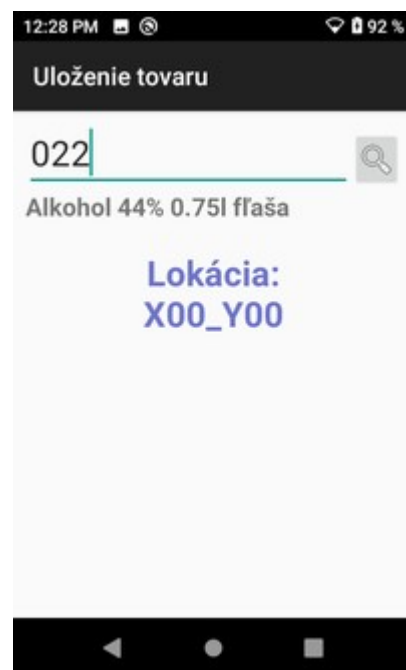 12:28 PM 92 %
Uloženie tovaru
022
Alkohol 44% 0.75l fľaša
Lokácia:
X00_Y00